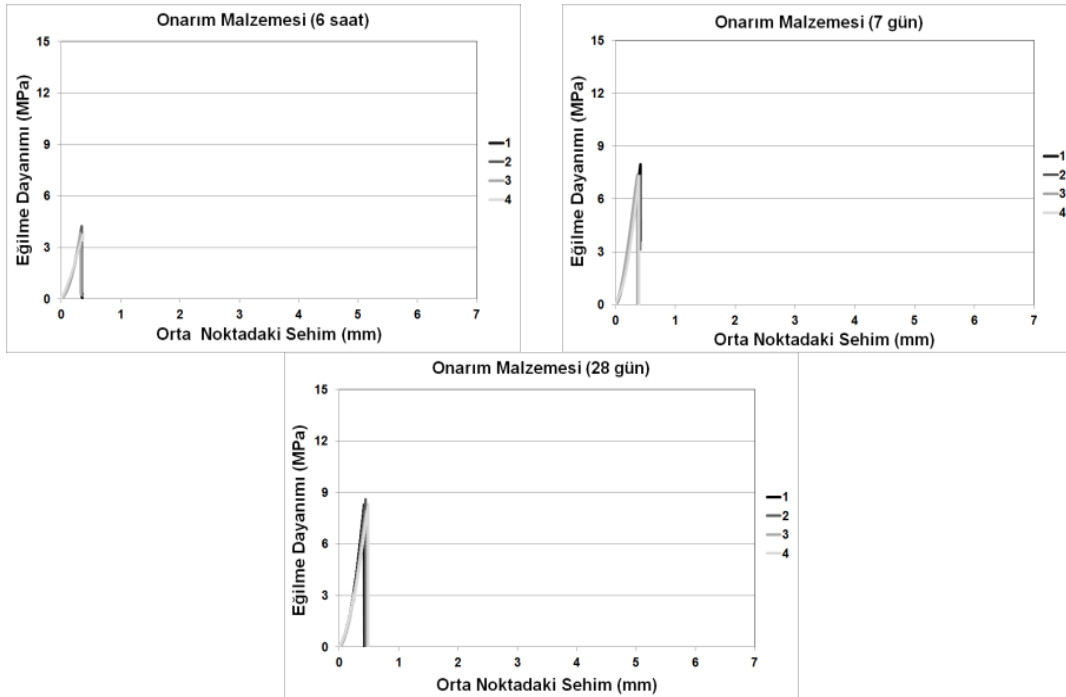 Onarım Malzemesi (6 saat)
Eğilme Dayanımı (MPa)
15
12
9
6
3
0
0 1 2 3 4 5 6 7
Orta Noktadaki Sehim (mm)
1
2
3
4
Onarım Malzemesi (7 gün)
Eğilme Dayanımı (MPa)
15
12
9
6
3
0
0 1 2 3 4 5 6 7
Orta Noktadaki Sehim (mm)
1
2
3
4
Onarım Malzemesi (28 gün)
Eğilme Dayanımı (MPa)
15
12
9
6
3
0
0 1 2 3 4 5 6 7
Orta Noktadaki Sehim (mm)
1
2
3
4